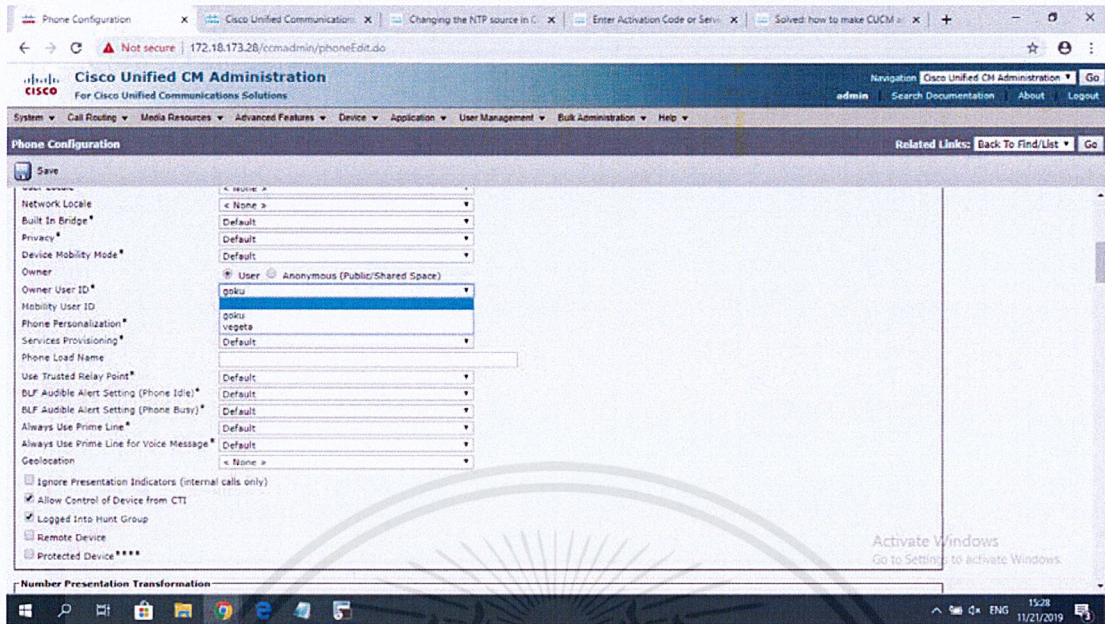 Phone Configuration × Cisco Unified Communication × Changing the NTP source in C × Enter Activation Code or Servi × Solved: how to make CUCM a × +
Not secure 172.18.173.28/ccmadmin/phoneEdit.do
CISCO
Cisco Unified CM Administration
For Cisco Unified Communications Solutions
Navigation Cisco Unified CM Administration Go
admin Search Documentation About Logout
System Call Routing Media Resources Advanced Features Device Application User Management Bulk Administration Help
Phone Configuration Related Links: Back To Find/List Go
Save
User Locale < None >
Network Locale < None >
Built In Bridge* Default
Privacy* Default
Device Mobility Mode* Default
Owner User Anonymous (Public/Shared Space)
Owner User ID* goku
Mobility User ID
goku
Phone Personalization* vegeta
Services Provisioning* Default
Phone Load Name
Use Trusted Relay Point* Default
BLF Audible Alert Setting (Phone Idle)* Default
BLF Audible Alert Setting (Phone Busy)* Default
Always Use Prime Line* Default
Always Use Prime Line for Voice Message* Default
Geolocation < None >
Ignore Presentation Indicators (internal calls only)
Allow Control of Device from CTI
Logged Into Hunt Group
Remote Device
Protected Device****
Activate Windows
Go to Settings to activate Windows.
Number Presentation Transformation
ENG 15:28
11/21/2019